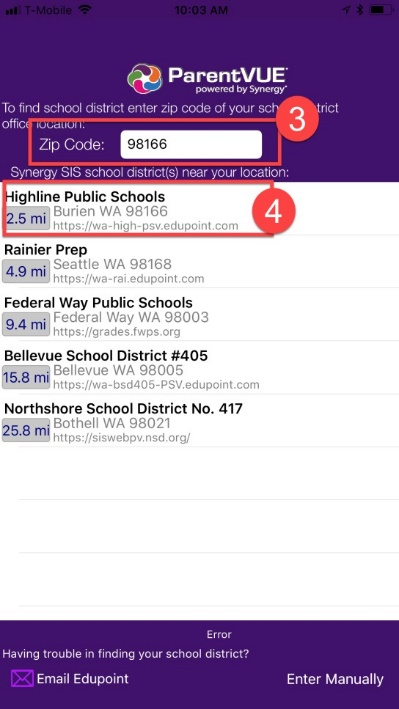 T-Mobile 10:03 AM
ParentVUE
powered by Synergy
To find school district enter zip code of your school district
office location:
3
Zip Code: 98166
Synergy SIS school district(s) near your location:
Highline Public Schools
2.5 mi Burien WA 98166
https://wa-high-psv.edupoint.com
4
Rainier Prep
4.9 mi Seattle WA 98168
https://wa-rai.edupoint.com
Federal Way Public Schools
9.4 mi Federal Way WA 98003
https://grades.fwps.org
Bellevue School District #405
15.8 mi Bellevue WA 98005
https://wa-bsd405-PSV.edupoint.com
Northshore School District No. 417
25.8 mi Bothell WA 98021
https://siswebpv.nsd.org/
Error
Having trouble in finding your school district?
Email Edupoint Enter Manually